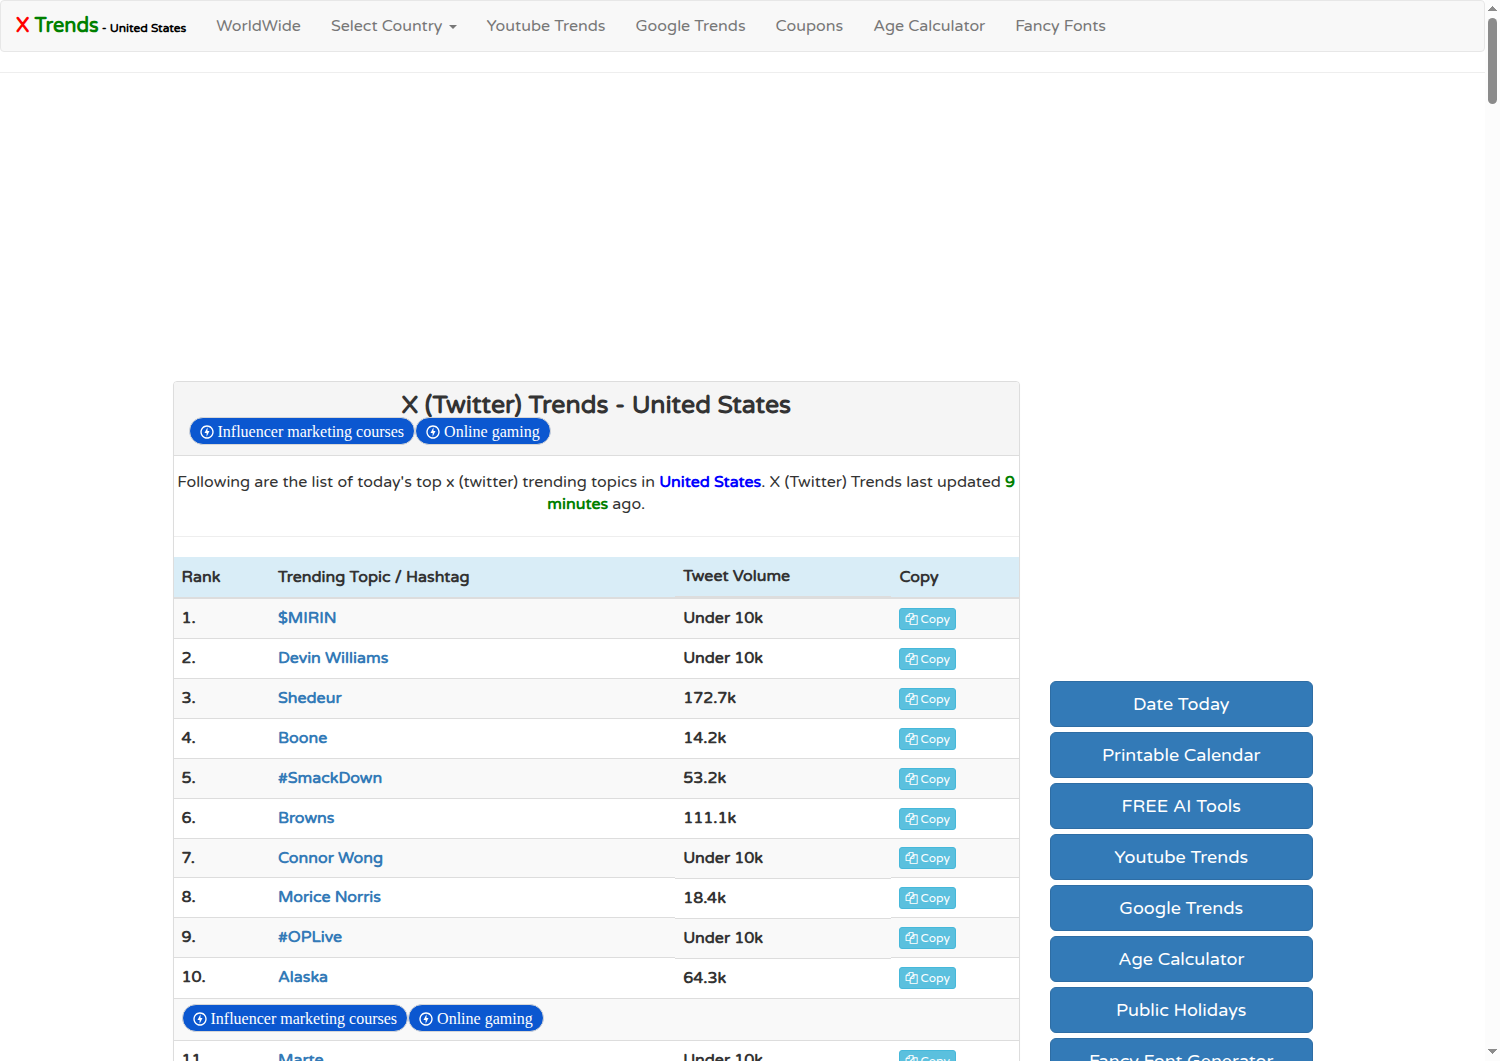 X Trends - United States WorldWide Select Country Youtube Trends Google Trends Coupons Age Calculator Fancy Fonts
X (Twitter) Trends - United States
Influencer marketing courses Online gaming
Following are the list of today's top x (twitter) trending topics in United States. X (Twitter) Trends last updated 9
minutes ago.
Rank Trending Topic / Hashtag Tweet Volume Copy
1. $MIRIN Under 10k Copy
2. Devin Williams Under 10k Copy
3. Shedeur 172.7k Copy
4. Boone 14.2k Copy
5. #SmackDown 53.2k Copy
6. Browns 111.1k Copy
7. Connor Wong Under 10k Copy
8. Morice Norris 18.4k Copy
9. #OPLive Under 10k Copy
10. Alaska 64.3k Copy
Influencer marketing courses Online gaming
11. Marte Under 10k Copy
Date Today
Printable Calendar
FREE AI Tools
Youtube Trends
Google Trends
Age Calculator
Public Holidays
Fancy Font Generator